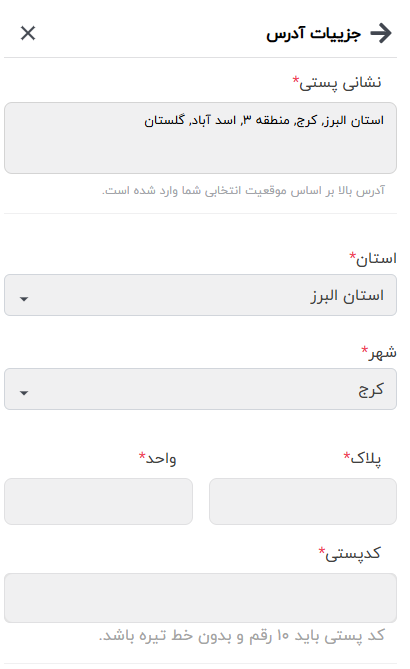 جزییات آدرس
نشانی پستی*
استان البرز, کرج, منطقه ۳, اسد آباد, گلستان
آدرس بالا بر اساس موقعیت انتخابی شما وارد شده است.
استان*
استان البرز
شهر*
کرج
پلاک* واحد*
کدپستی*
کد پستی باید ۱۰ رقم و بدون خط تیره باشد.